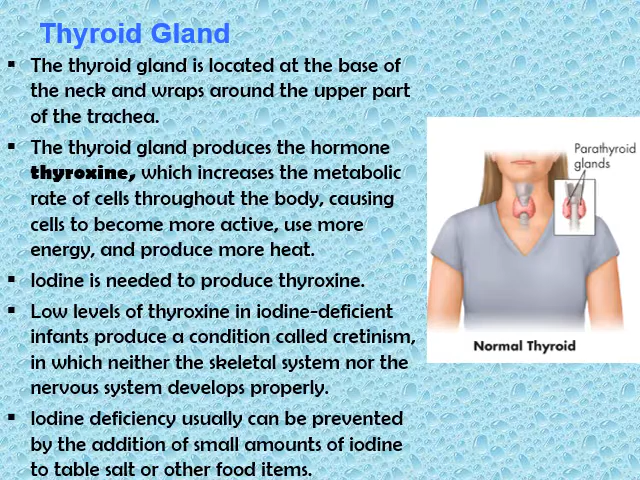 Thyroid Gland
▪ The thyroid gland is located at the base of
the neck and wraps around the upper part
of the trachea.
▪ The thyroid gland produces the hormone
thyroxine, which increases the metabolic
rate of cells throughout the body, causing
cells to become more active, use more
energy, and produce more heat.
▪ Iodine is needed to produce thyroxine.
▪ Low levels of thyroxine in iodine-deficient
infants produce a condition called cretinism,
in which neither the skeletal system nor the
nervous system develops properly.
▪ Iodine deficiency usually can be prevented
by the addition of small amounts of iodine
to table salt or other food items.
Parathyroid
glands
Normal Thyroid